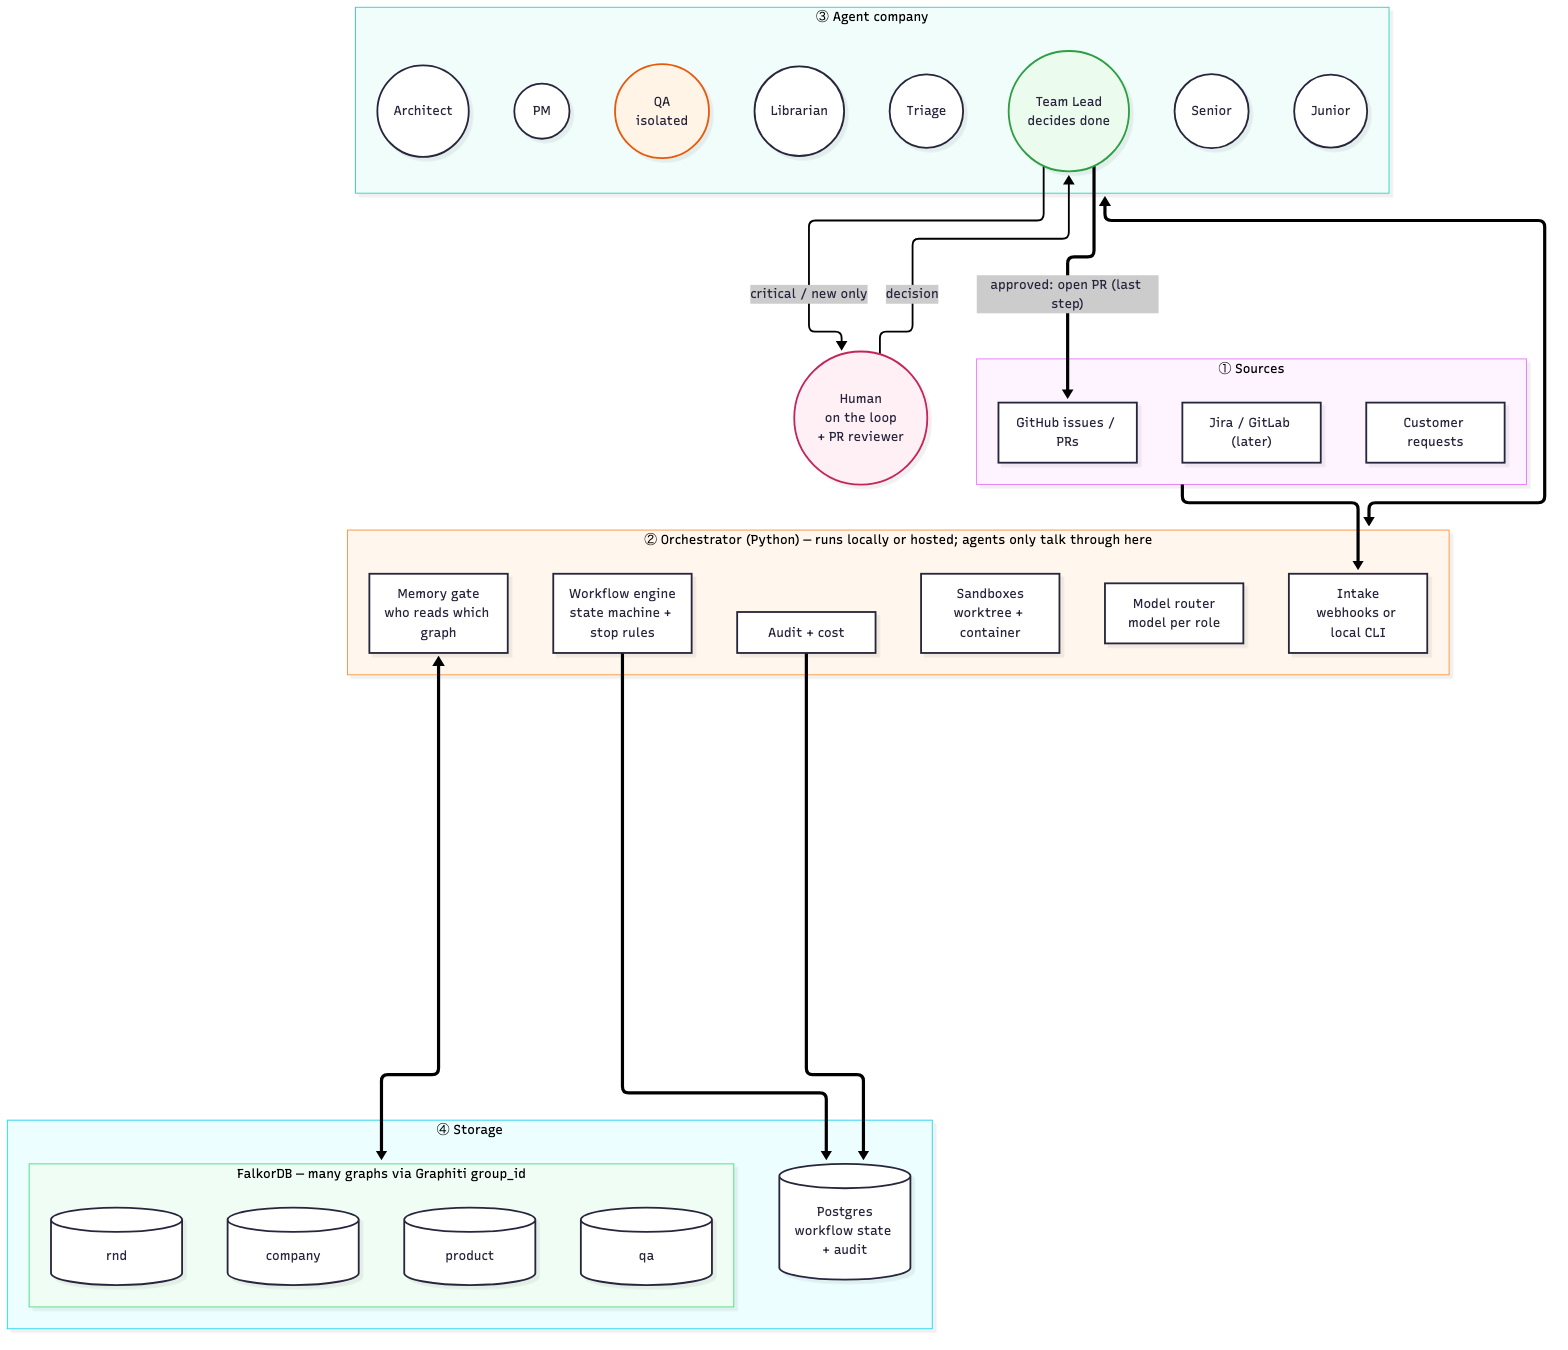 ③ Agent company
Architect
PM
QA
isolated
Librarian
Triage
Team Lead
decides done
Senior
Junior
critical / new only
decision
approved: open PR (last
step)
Human
on the loop
+ PR reviewer
① Sources
GitHub issues /
PRs
Jira / GitLab
(later)
Customer
requests
② Orchestrator (Python) — runs locally or hosted; agents only talk through here
Memory gate
who reads which
graph
Workflow engine
state machine +
stop rules
Audit + cost
Sandboxes
worktree +
container
Model router
model per role
Intake
webhooks or
local CLI
④ Storage
FalkorDB — many graphs via Graphiti group_id
rnd
company
product
qa
Postgres
workflow state
+ audit